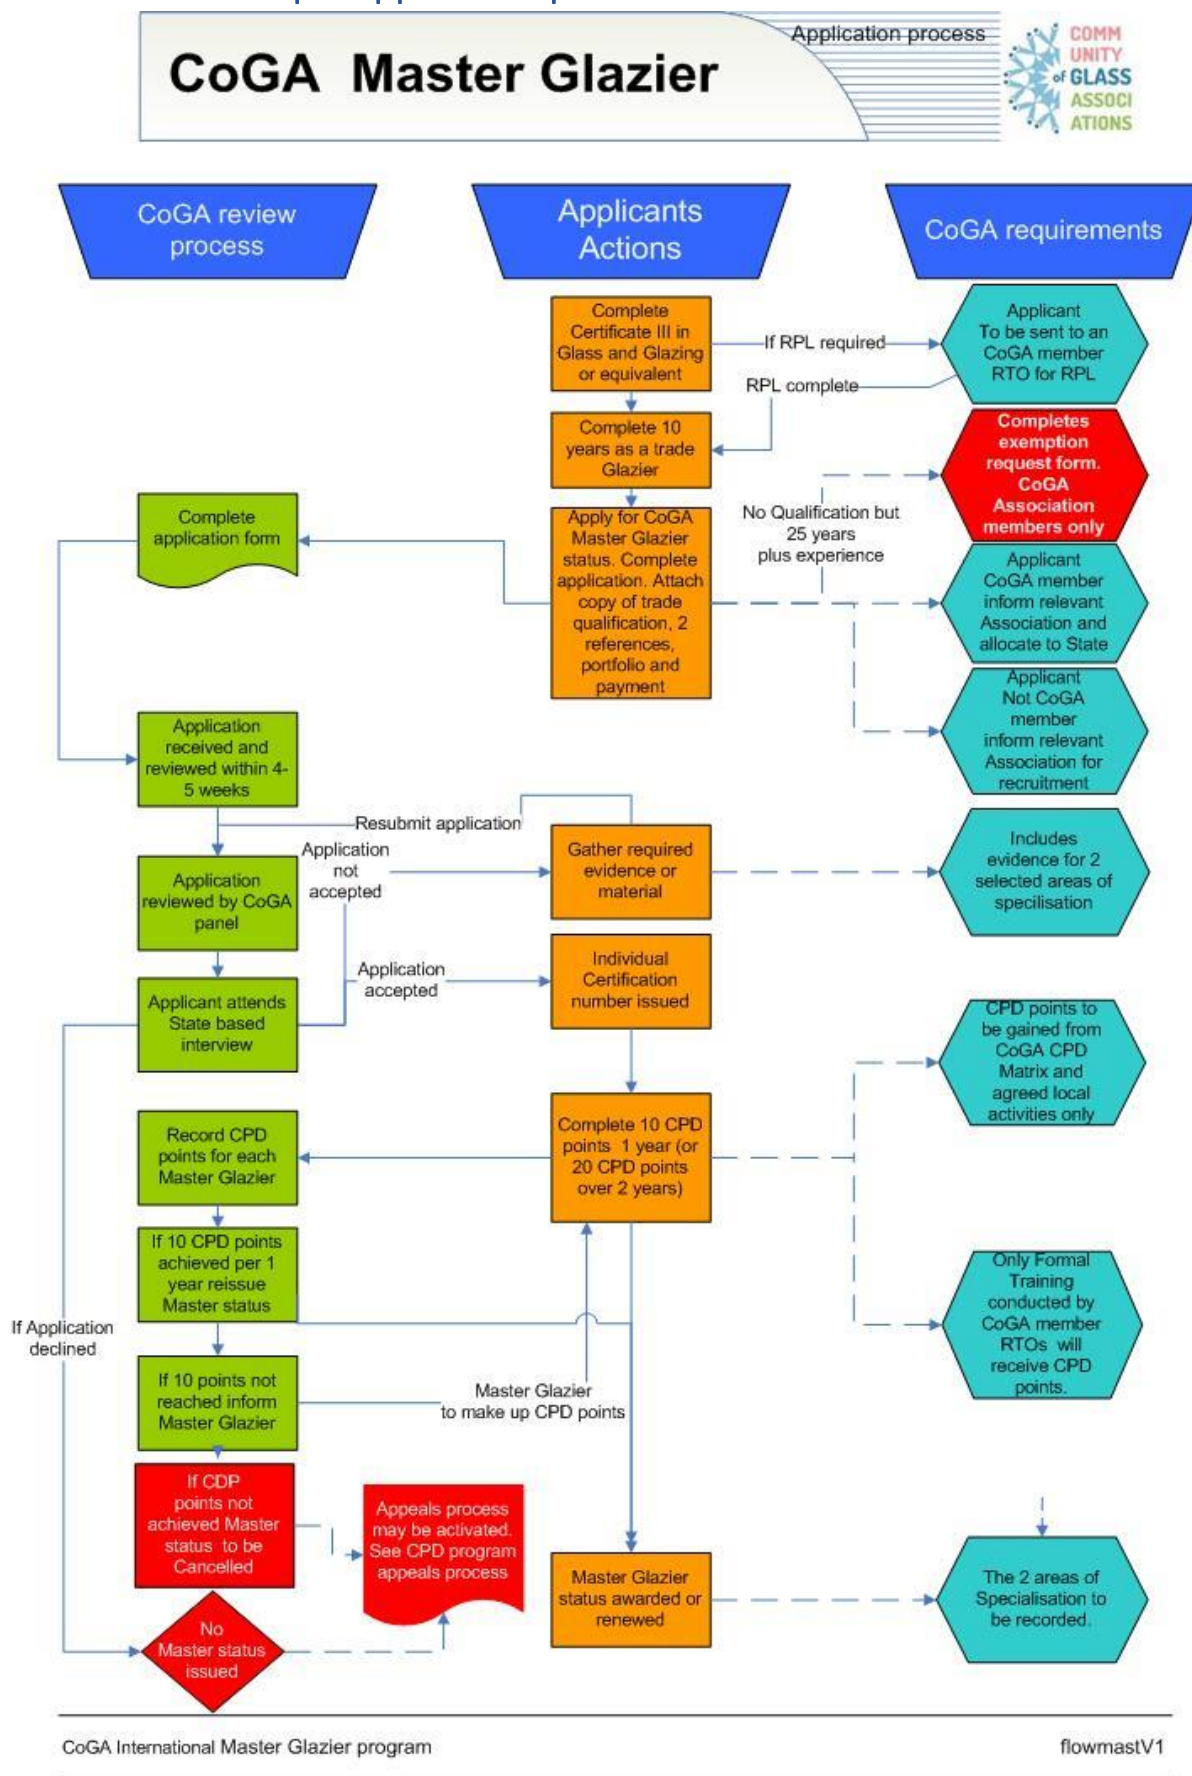 Application process
CoGA Master Glazier
COMM
UNITY
of GLASS
ASSOCI
ATIONS
CoGA review
process
Applicants
Actions
CoGA requirements
Complete
Certificate III in
Glass and Glazing
or equivalent
If RPL required
Applicant
To be sent to an
CoGA member
RTO for RPL
RPL complete
Complete 10
years as a trade
Glazier
Completes
exemption
request form.
CoGA
Association
members only
No Qualification but
25 years
plus experience
Complete
application form
Apply for CoGA
Master Glazier
status. Complete
application. Attach
copy of trade
qualification, 2
references,
portfolio and
payment
Applicant
CoGA member
inform relevant
Association and
allocate to State
Applicant
Not CoGA
member
inform relevant
Association for
recruitment
Application
received and
reviewed within 4-
5 weeks
Resubmit application
Application
not
accepted
Gather required
evidence or
material
Includes
evidence for 2
selected areas of
specilisation
Application
reviewed by CoGA
panel
Application
accepted
Individual
Certification
number issued
Applicant attends
State based
interview
CPD points to
be gained from
CoGA CPD
Matrix and
agreed local
activities only
Complete 10 CPD
points 1 year (or
20 CPD points
over 2 years)
Record CPD
points for each
Master Glazier
If 10 CPD points
achieved per 1
year reissue
Master status
Only Formal
Training
conducted by
CoGA member
RTOs will
receive CPD
points.
If Application
declined
If 10 points not
reached inform
Master Glazier
Master Glazier
to make up CPD points
If CDP
points not
achieved Master
status to be
Cancelled
Appeals process
may be activated.
See CPD program
appeals process
Master Glazier
status awarded or
renewed
The 2 areas of
Specialisation to
be recorded.
No
Master status
issued
CoGA International Master Glazier program
flowmastV1